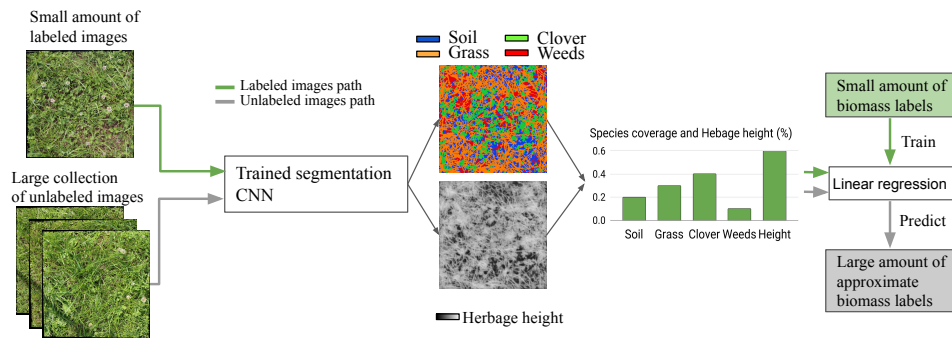 Small amount of
labeled images
Labeled images path
Unlabeled images path
Large collection
of unlabeled images
Trained segmentation
CNN
Soil
Clover
Grass
Weeds
Herbage height
Species coverage and Hebage height (%)
0.6
0.4
0.2
0.0
Soil Grass Clover Weeds Height
Small amount of
biomass labels
Train
Linear regression
Predict
Large amount of
approximate
biomass labels